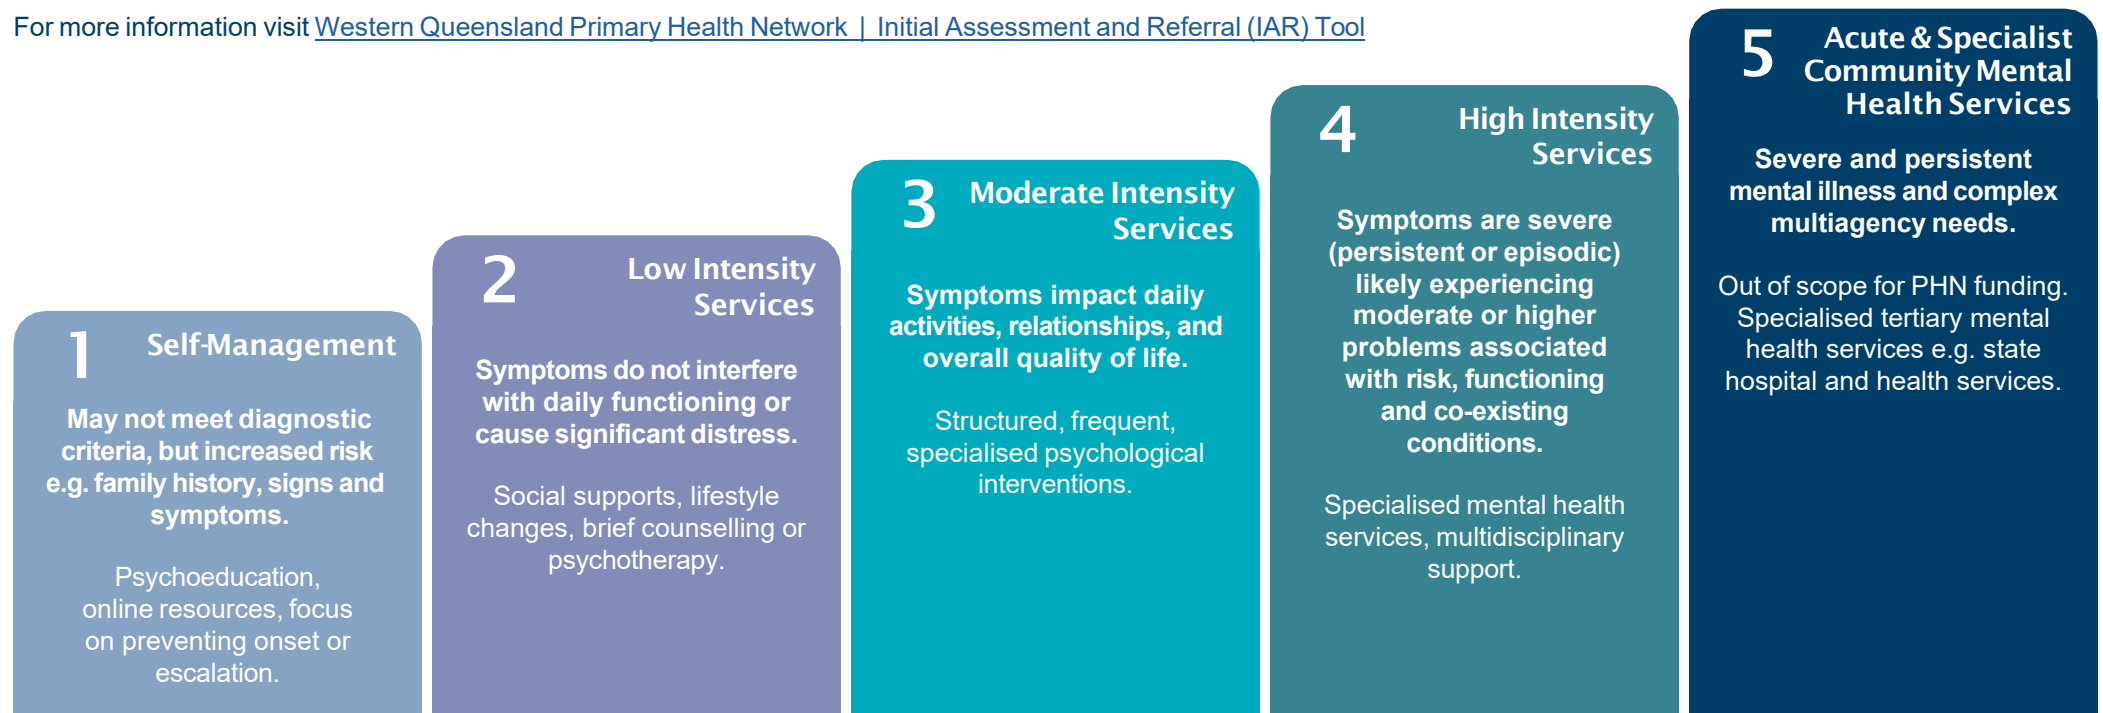 For more information visit Western Queensland Primary Health Network | Initial Assessment and Referral (IAR) Tool
1
Self-Management
May not meet diagnostic
criteria, but increased risk
e.g. family history, signs and
symptoms.
Psychoeducation,
online resources, focus
on preventing onset or
escalation.
2
Low Intensity
Services
Symptoms do not interfere
with daily functioning or
cause significant distress.
Social supports, lifestyle
changes, brief counselling or
psychotherapy.
3
Moderate Intensity
Services
Symptoms impact daily
activities, relationships, and
overall quality of life.
Structured, frequent,
specialised psychological
interventions.
4
High Intensity
Services
Symptoms are severe
(persistent or episodic)
likely experiencing
moderate or higher
problems associated
with risk, functioning
and co-existing
conditions.
Specialised mental health
services, multidisciplinary
support.
5
Acute & Specialist
Community Mental
Health Services
Severe and persistent
mental illness and complex
multiagency needs.
Out of scope for PHN funding.
Specialised tertiary mental
health services e.g. state
hospital and health services.